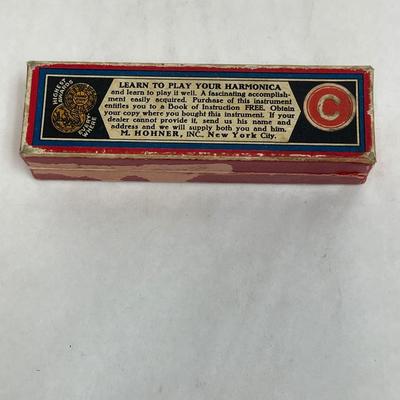 HIGHEST AWARDS
EVERYWHERE
LEARN TO PLAY YOUR HARMONICA
and learn to play it well. A fascinating accomplish-
ment easily acquired. Purchase of this instrument
entitles you to a Book of Instruction FREE. Obtain
your copy where you bought this instrument. If your
dealer cannot provide it, send us his name and
address and we will supply both you and him.
M. HOHNER, INC., New York City.
C